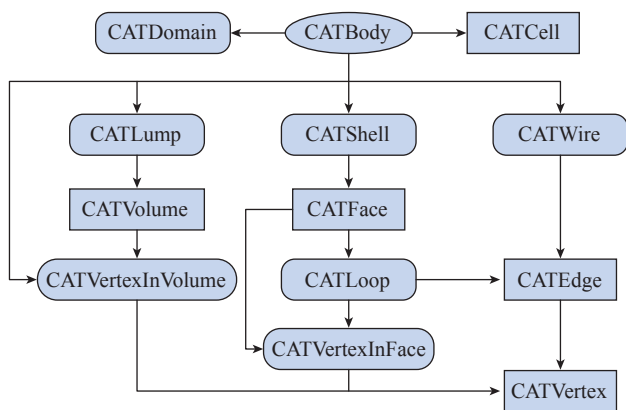 CATDomain
CATBody
CATCell
CATLump
CATShell
CATWire
CATVolume
CATFace
CATVertexInVolume
CATLoop
CATEdge
CATVertexInFace
CATVertex